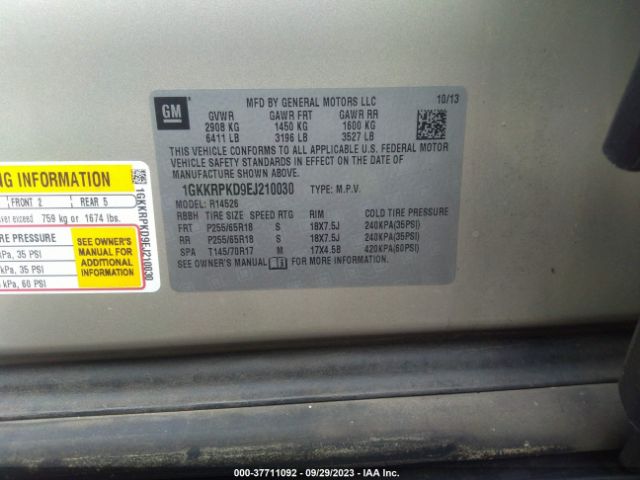 GM
MFD BY GENERAL MOTORS LLC 10/13
GVWR GAWR FRT GAWR RR
2908 KG 1450 KG 1600 KG
6411 LB 3196 LB 3527 LB
THIS VEHICLE CONFORMS TO ALL APPLICABLE U.S. FEDERAL MOTOR
VEHICLE SAFETY STANDARDS IN EFFECT ON THE DATE OF
MANUFACTURE SHOWN ABOVE.
1GKKRPKD9EJ210030 TYPE: M.P.V.
MODEL: R14526
RBBH TIRE SIZE SPEED RTG RIM COLD TIRE PRESSURE
FRT P255/65R18 S 18X7.5J 240KPA(35PSI)
RR P255/65R18 S 18X7.5J 240KPA(35PSI)
SPA T145/70R17 M 17X4.5B 420KPA(60PSI)
SEE OWNER'S MANUAL FOR MORE INFORMATION.
NG INFORMATION
FRONT 2 REAR 5
ver exceed 759 kg or 1674 lbs.
IRE PRESSURE
kPa, 35 PSI
kPa, 35 PSI
kPa, 60 PSI
SEE OWNER'S
MANUAL FOR
ADDITIONAL
INFORMATION
1GKKRPKD9EJ210030
000-37711092 / 09/29/2023 / IAA Inc.